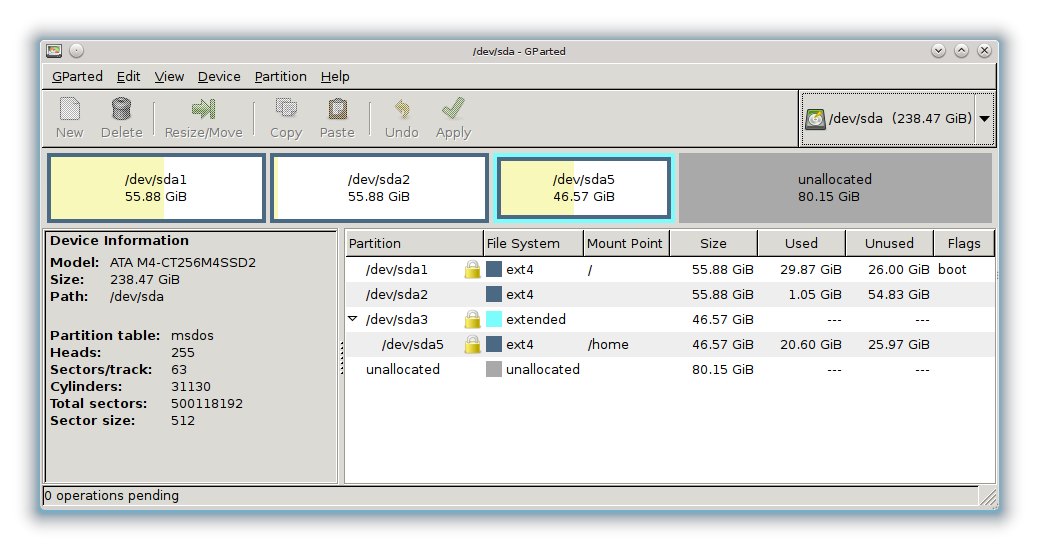 /dev/sda - GParted
GParted Edit View Device Partition Help
New Delete Resize/Move Copy Paste Undo Apply /dev/sda (238.47 GiB)
/dev/sda1 /dev/sda2 /dev/sda5 unallocated
55.88 GiB 55.88 GiB 46.57 GiB 80.15 GiB
Device Information
Model: ATA M4-CT256M4SSD2
Size: 238.47 GiB
Path: /dev/sda
Partition table: msdos
Heads: 255
Sectors/track: 63
Cylinders: 31130
Total sectors: 500118192
Sector size: 512
Partition File System Mount Point Size Used Unused Flags
/dev/sda1 ext4 / 55.88 GiB 29.87 GiB 26.00 GiB boot
/dev/sda2 ext4 55.88 GiB 1.05 GiB 54.83 GiB
/dev/sda3 extended 46.57 GiB --- ---
/dev/sda5 ext4 /home 46.57 GiB 20.60 GiB 25.97 GiB
unallocated unallocated 80.15 GiB --- ---
0 operations pending